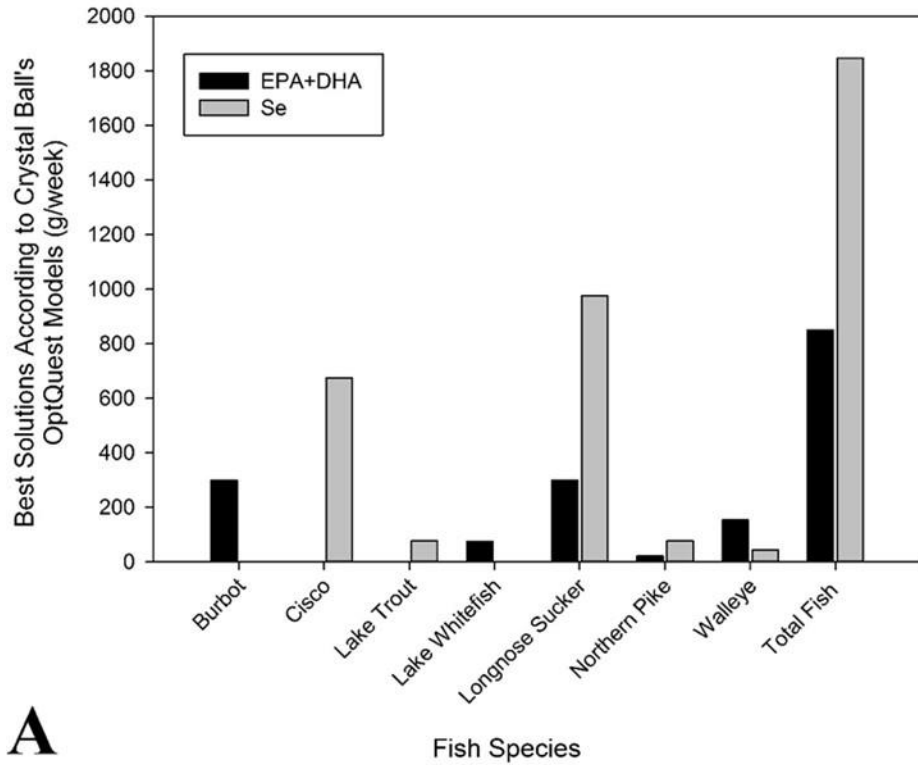 Best Solutions According to Crystal Ball's
OptQuest Models (g/week)
2000
1800
1600
1400
1200
1000
800
600
400
200
0
EPA+DHA
Se
Burbot
Cisco
Lake Trout
Lake Whitefish
Longnose Sucker
Northern Pike
Walleye
Total Fish
A
Fish Species